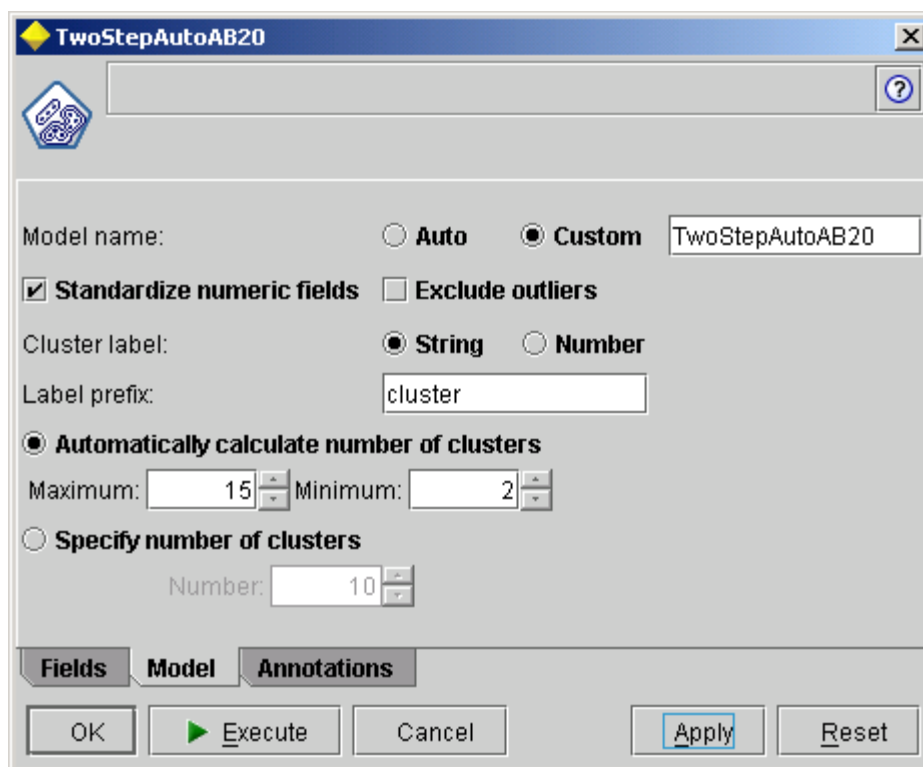 TwoStepAutoAB20
Model name: Auto Custom TwoStepAutoAB20
Standardize numeric fields Exclude outliers
Cluster label: String Number
Label prefix: cluster
Automatically calculate number of clusters
Maximum: 15 Minimum: 2
Specify number of clusters
Number: 10
Fields Model Annotations
OK Execute Cancel Apply Reset